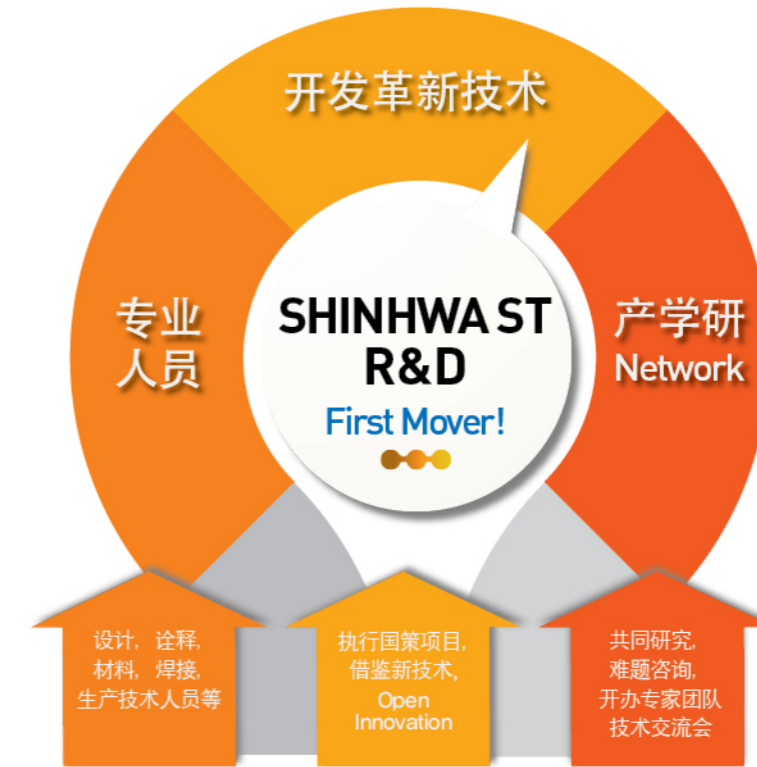 开发革新技术
专业
人员
SHINHWA ST
R&D
First Mover!
产学研
Network
设计, 诠释,
材料, 焊接,
生产技术人员等
执行国策项目,
借鉴新技术,
Open
Innovation
共同研究,
难题咨询,
开办专家团队
技术交流会